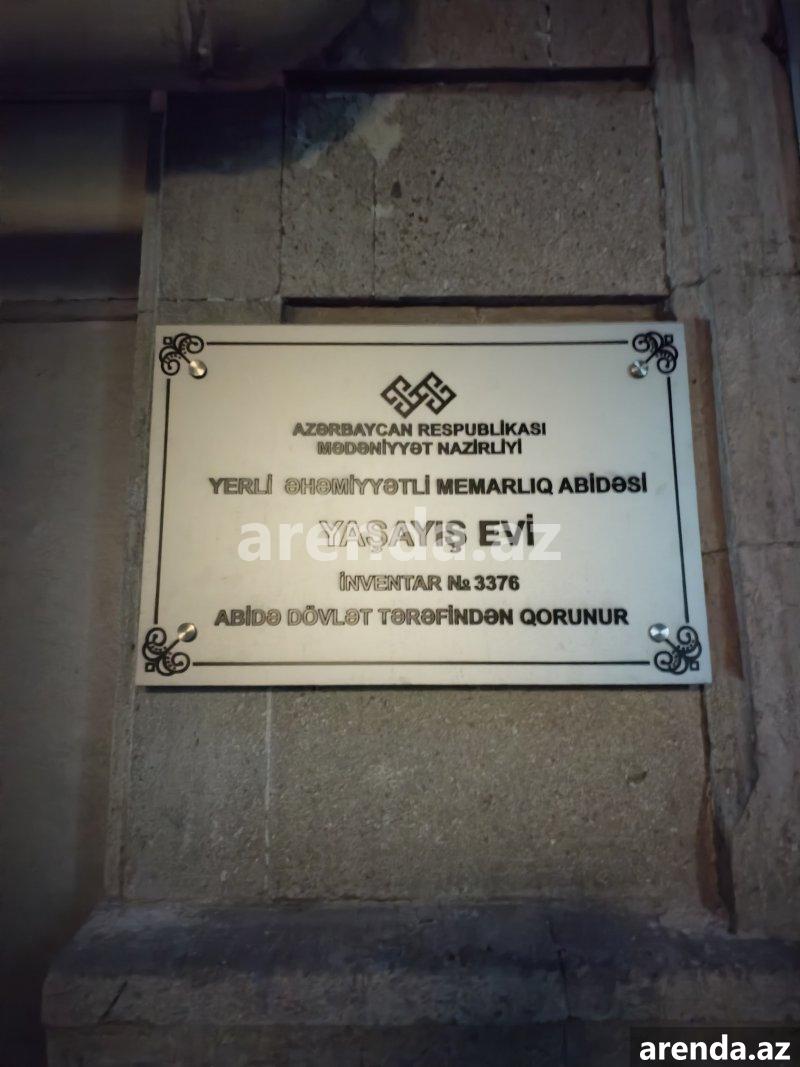 AZƏRBAYCAN RESPUBLİKASI
MƏDƏNİYYƏT NAZİRLİYİ
YERLİ ƏHƏMİYYƏTLİ MEMARLIQ ABİDƏSİ
YAŞAYIŞ EVİ
arenda.az
İNVENTAR № 3376
ABİDƏ DÖVLƏT TƏRƏFİNDƏN QORUNUR
arenda.az